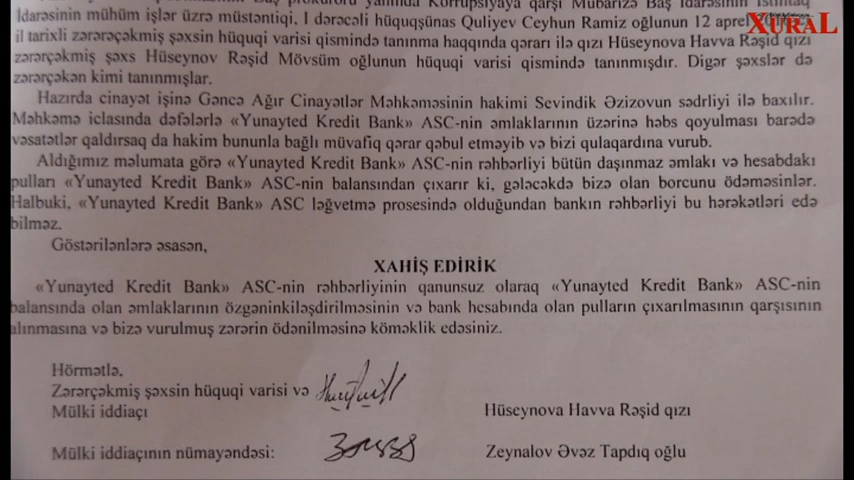 XURAL
yanında Korrupsiyaya qarşı Mübarizə Baş İdarəsinin İstintaq
İdarəsinin mühüm işlər üzrə müstəntiqi, I dərəcəli hüquqşünas Quliyev Ceyhun Ramiz oğlunun 12 aprel
il tarixli zərərəçəkmiş şəxsin hüquqi varisi qismində tanınma haqqında qərarı ilə qızı Hüseynova Havva Rəşid qızı
zərərçəkmiş şəxs Hüseynov Rəşid Mövsüm oğlunun hüquqi varisi qismində tanınmışdır. Digər şəxslər də
zərərçəkən kimi tanınmışlar.
Hazırda cinayət işinə Gəncə Ağır Cinayətlər Məhkəməsinin hakimi Sevindik Əzizovun sədrliyi ilə baxılır.
Məhkəmə iclasında dəfələrlə «Yunayted Kredit Bank» ASC-nin əmlaklarının üzərinə həbs qoyulması barədə
vəsatətlər qaldırsaq da hakim bununla bağlı müvafiq qərar qəbul etməyib və bizi qulaqardına vurub.
Aldığımız məlumata görə «Yunayted Kredit Bank» ASC-nin rəhbərliyi bütün daşınmaz əmlakı və hesabdakı
pulları «Yunayted Kredit Bank» ASC-nin balansından çıxarır ki, gələcəkdə bizə olan borcunu ödəməsinlər.
Halbuki, «Yunayted Kredit Bank» ASC ləğvetmə prosesində olduğundan bankın rəhbərliyi bu hərəkətləri edə
bilməz.
Göstərilənlərə əsasən,
XAHİŞ EDİRİK
«Yunayted Kredit Bank» ASC-nin rəhbərliyinin qanunsuz olaraq «Yunayted Kredit Bank» ASC-nin
balansında olan əmlaklarının özgəninkiləşdirilməsinin və bank hesabında olan pulların çıxarılmasının qarşısının
alınmasına və bizə vurulmuş zərərin ödənilməsinə köməklik edəsiniz.
Hörmətlə,
Zərərçəkmiş şəxsin hüquqi varisi və
Mülki iddiaçı Hüseynova Havva Rəşid qızı
Mülki iddiaçının nümayəndəsi: Zeynalov Əvəz Tapdıq oğlu